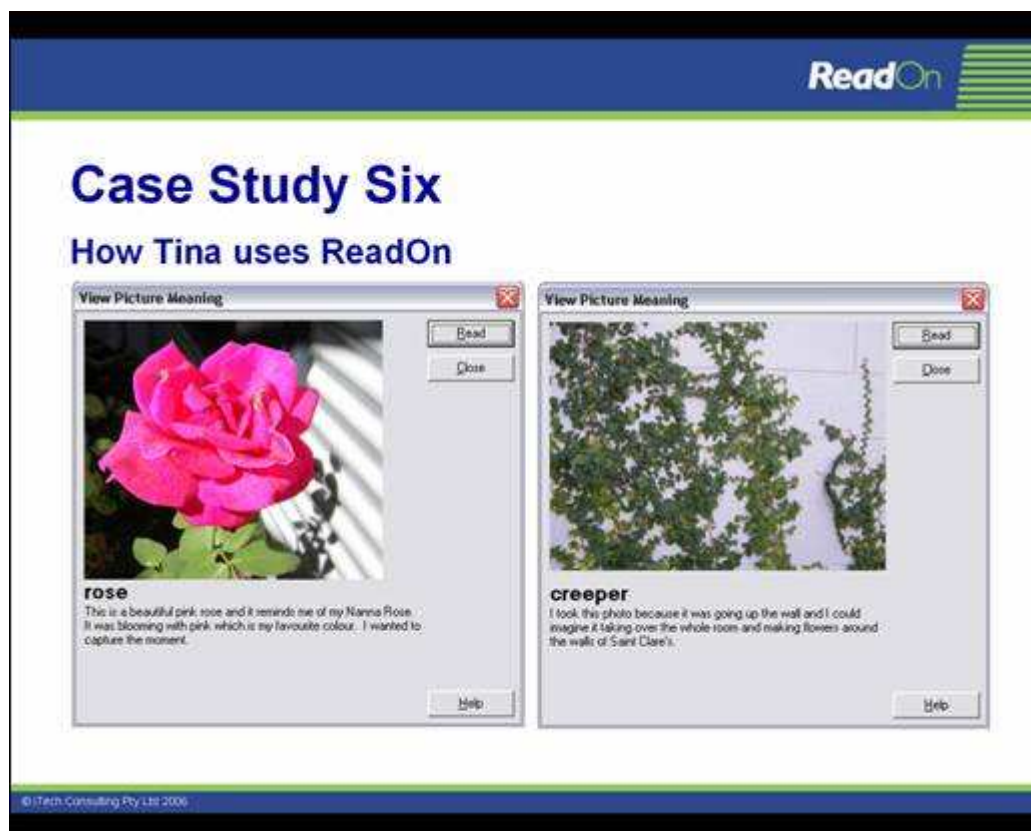 ReadOn
Case Study Six
How Tina uses ReadOn
View Picture Meaning
Read
Close
rose
This is a beautiful pink rose and it reminds me of my Nanna Rose.
It was blooming with pink which is my favourite colour. I wanted to
capture the moment.
Help
View Picture Meaning
Read
Close
creeper
I took this photo because it was going up the wall and I could
imagine it taking over the whole room and making flowers around
the walls of Saint Clare's.
Help
© iTech Consulting Pty Ltd 2006